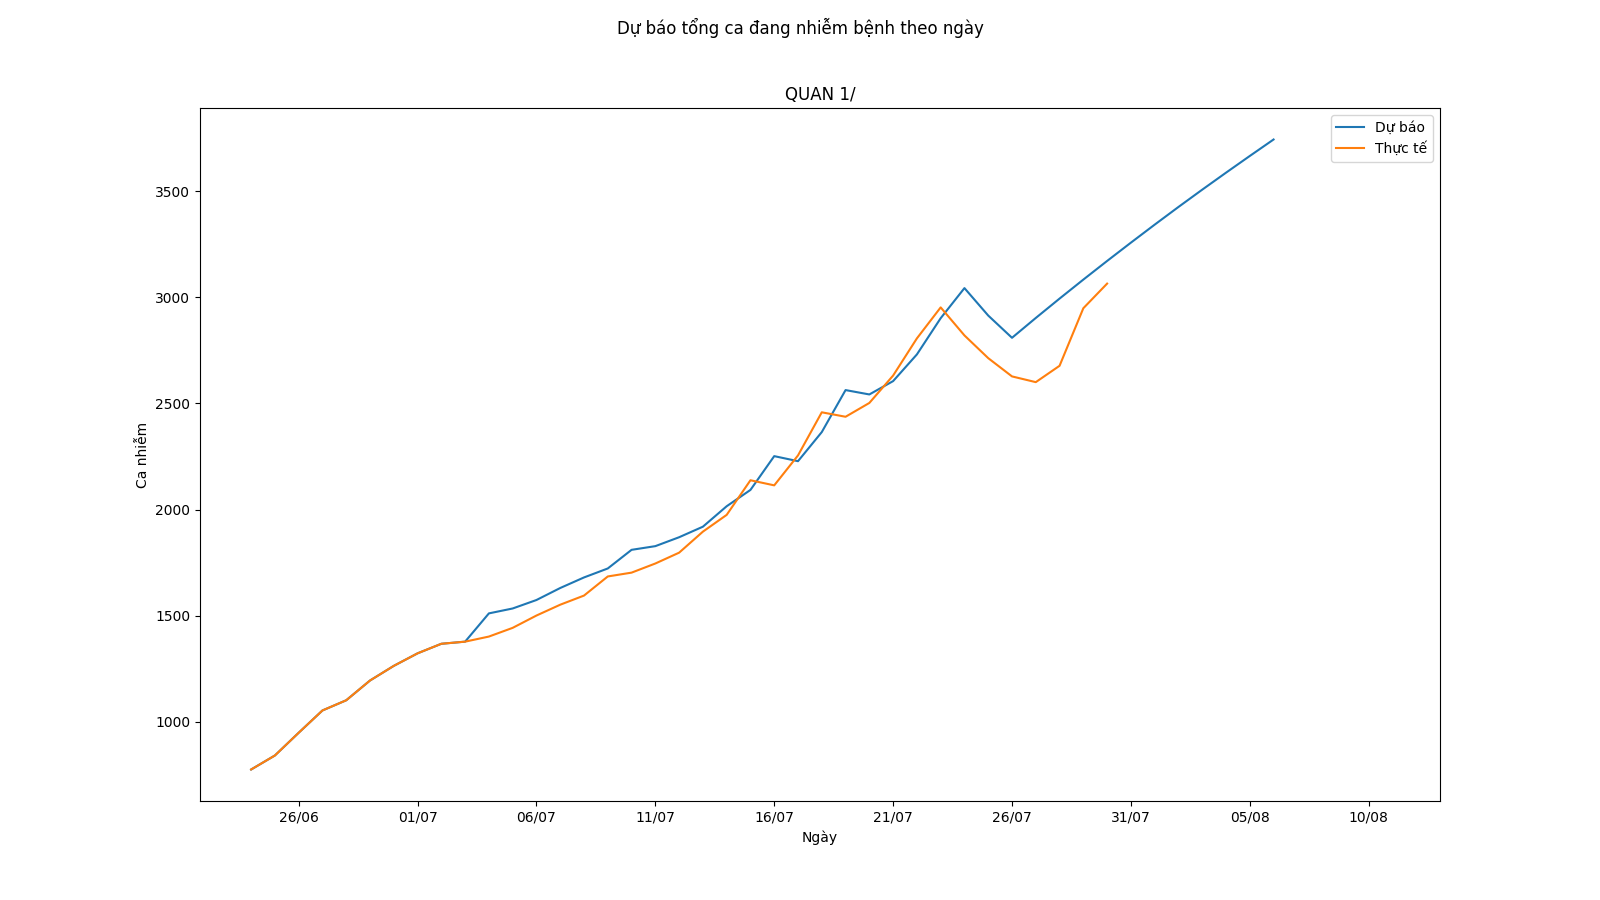 Dự báo tổng ca đang nhiễm bệnh theo ngày
QUAN 1/
Dự báo
Thực tế
3500
3000
2500
2000
1500
1000
Ca nhiễm
26/06
01/07
06/07
11/07
16/07
21/07
26/07
31/07
05/08
10/08
Ngày